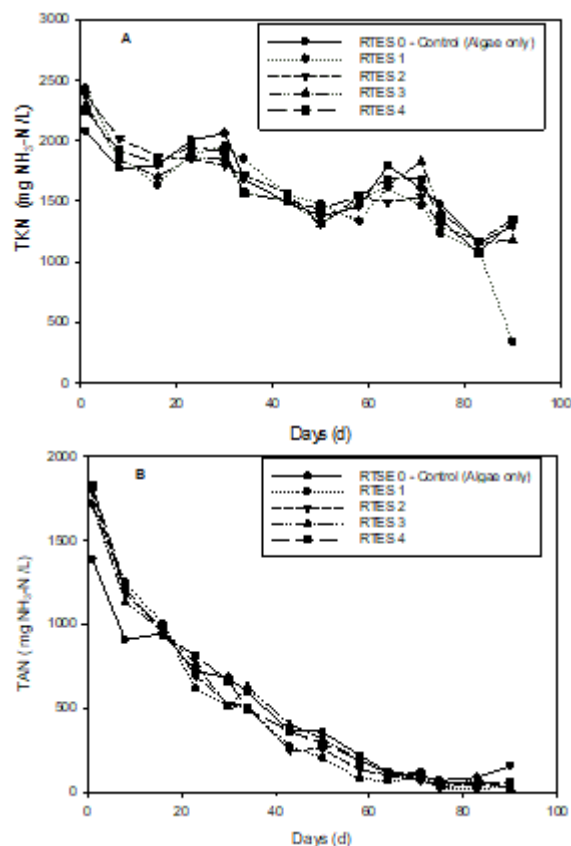 A
RTES 0 - Control (Algae only)
RTES 1
RTES 2
RTES 3
RTES 4
TKN (mg NH3-N /L)
3000
2500
2000
1500
1000
500
0
0 20 40 60 80 100
Days (d)
B
RTSE 0 - Control (Algae only)
RTES 1
RTES 2
RTES 3
RTES 4
TAN ( mg NH3-N /L)
2000
1500
1000
500
0
0 20 40 60 80 100
Days (d)